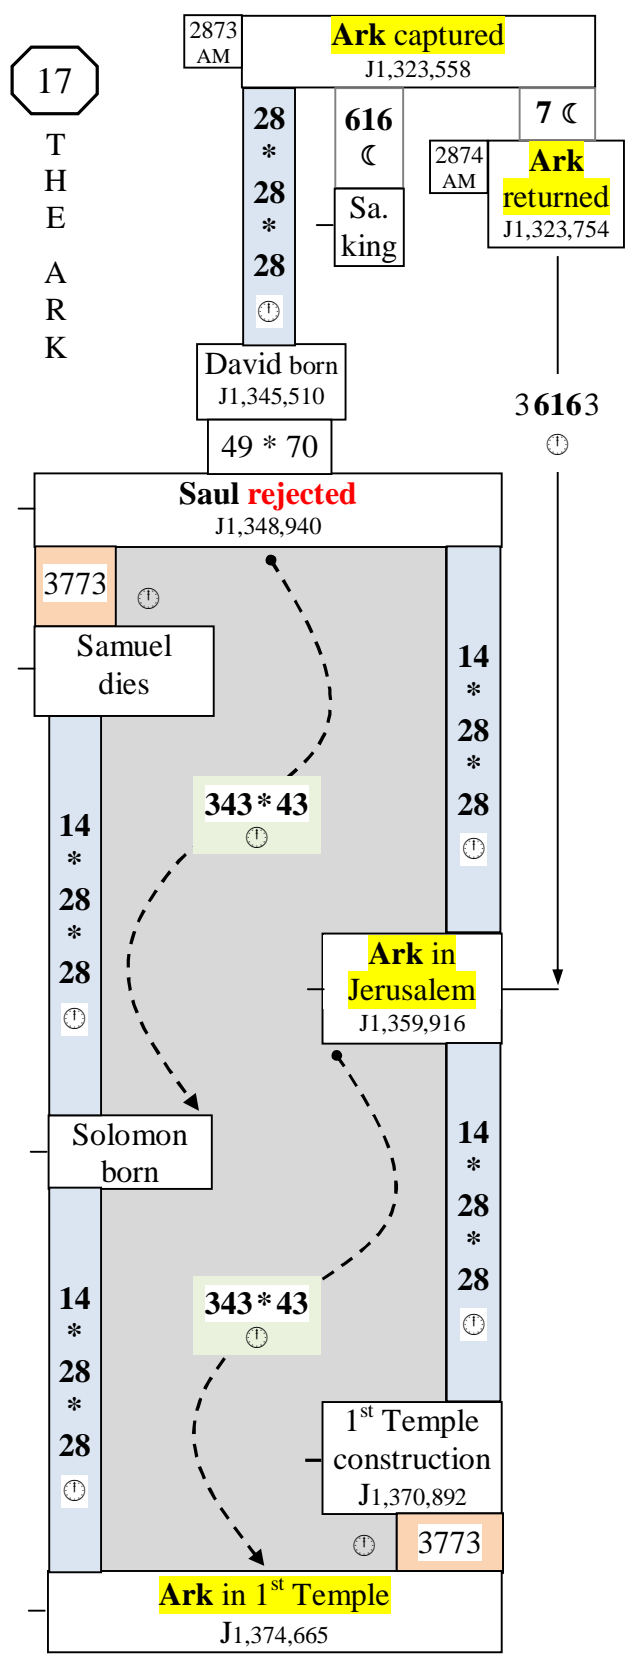 2873
AM
Ark captured
J1,323,558
17
THE ARK
28
*
28
*
28
616
☾
7 ☾
2874
AM
Ark
returned
J1,323,754
Sa.
king
David born
J1,345,510
36163
49 * 70
Saul rejected
J1,348,940
3773
Samuel
dies
14
*
28
*
28
343*43
14
*
28
*
28
Ark in
Jerusalem
J1,359,916
Solomon
born
14
*
28
*
28
343*43
14
*
28
*
28
1st Temple
construction
J1,370,892
3773
Ark in 1st Temple
J1,374,665